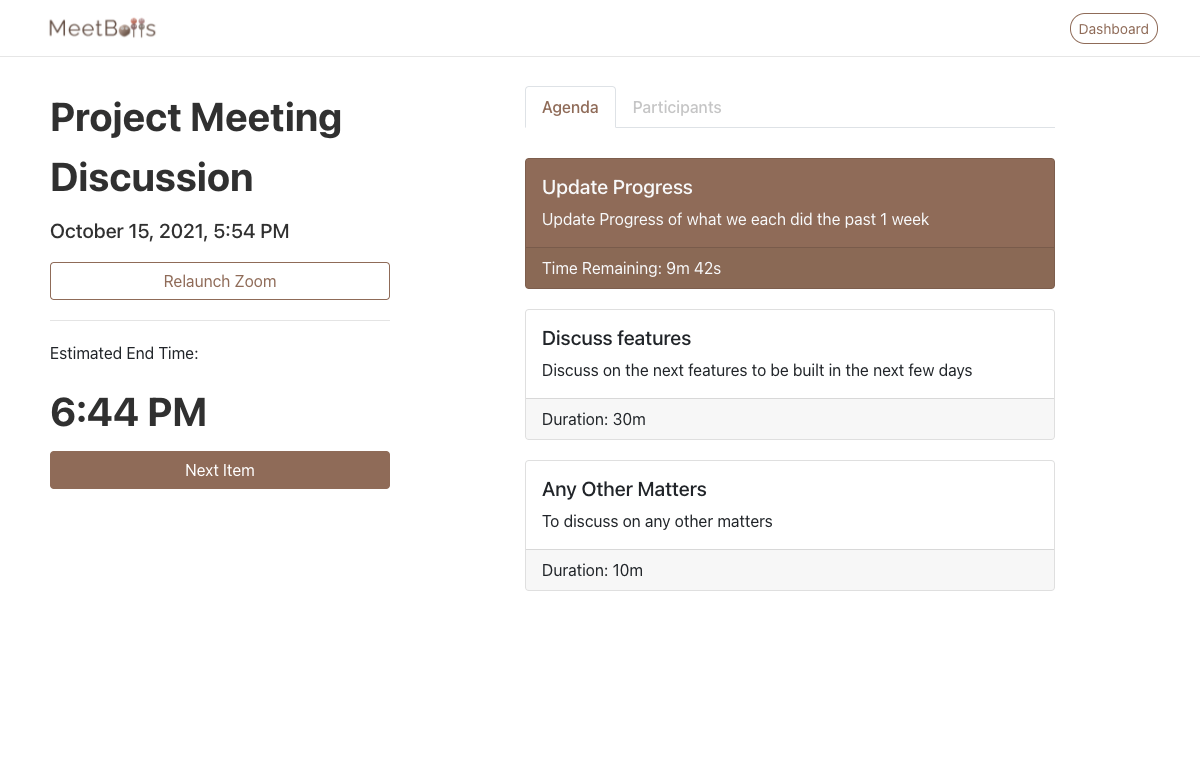 MeetBalls
Dashboard
Project Meeting
Discussion
October 15, 2021, 5:54 PM
Relaunch Zoom
Estimated End Time:
6:44 PM
Next Item
Agenda
Participants
Update Progress
Update Progress of what we each did the past 1 week
Time Remaining: 9m 42s
Discuss features
Discuss on the next features to be built in the next few days
Duration: 30m
Any Other Matters
To discuss on any other matters
Duration: 10m